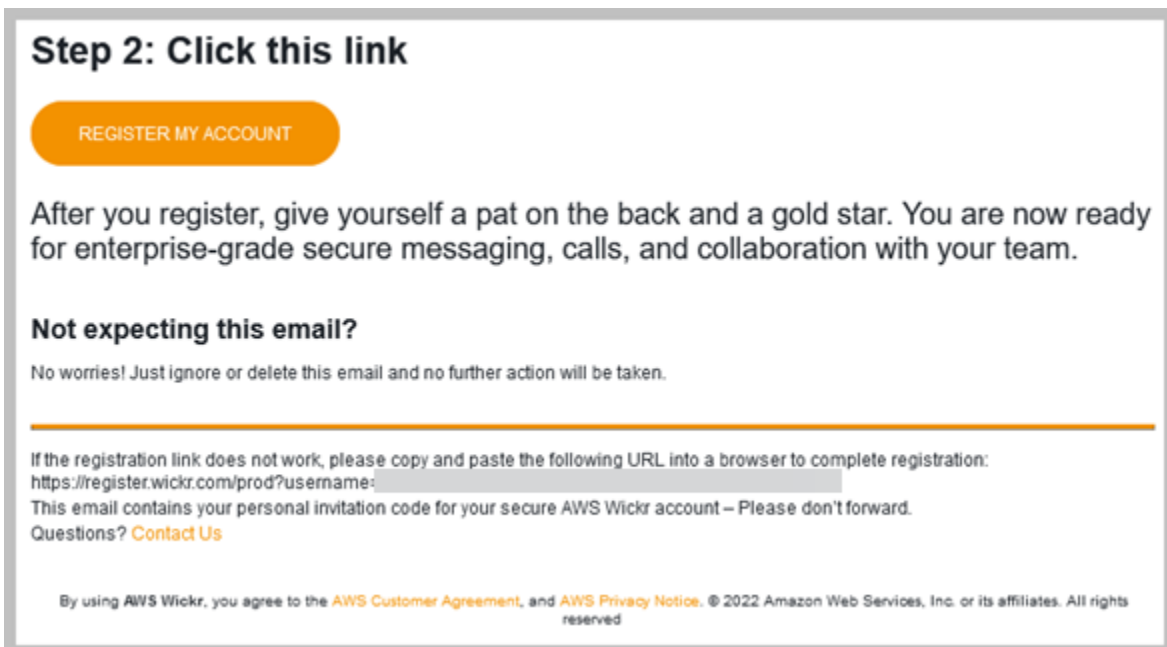 Step 2: Click this link
REGISTER MY ACCOUNT
After you register, give yourself a pat on the back and a gold star. You are now ready
for enterprise-grade secure messaging, calls, and collaboration with your team.
Not expecting this email?
No worries! Just ignore or delete this email and no further action will be taken.
If the registration link does not work, please copy and paste the following URL into a browser to complete registration:
https://register.wickr.com/prod?username=
This email contains your personal invitation code for your secure AWS Wickr account – Please don't forward.
Questions? Contact Us
By using AWS Wickr, you agree to the AWS Customer Agreement, and AWS Privacy Notice. © 2022 Amazon Web Services, Inc. or its affiliates. All rights
reserved